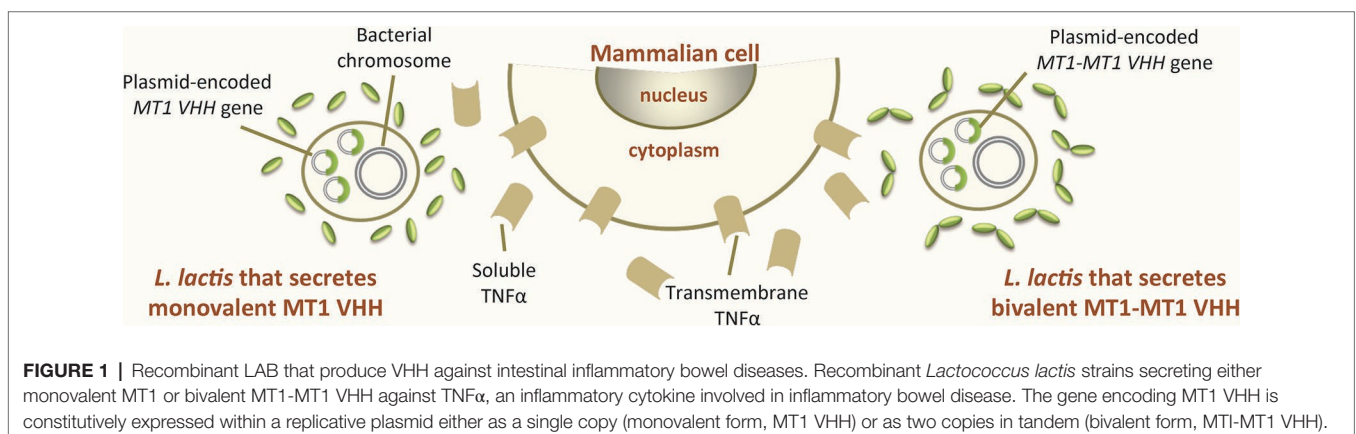 Bacterial
chromosome
Plasmid-encoded
MT1 VHH gene
Mammalian cell
nucleus
cytoplasm
Plasmid-encoded
MT1-MT1 VHH
gene
L. lactis that secretes
monovalent MT1 VHH
Soluble
TNFα
Transmembrane
TNFα
L. lactis that secretes
bivalent MT1-MT1 VHH
FIGURE 1 | Recombinant LAB that produce VHH against intestinal inflammatory bowel diseases. Recombinant Lactococcus lactis strains secreting either
monovalent MT1 or bivalent MT1-MT1 VHH against TNFα, an inflammatory cytokine involved in inflammatory bowel disease. The gene encoding MT1 VHH is
constitutively expressed within a replicative plasmid either as a single copy (monovalent form, MT1 VHH) or as two copies in tandem (bivalent form, MTI-MT1 VHH).